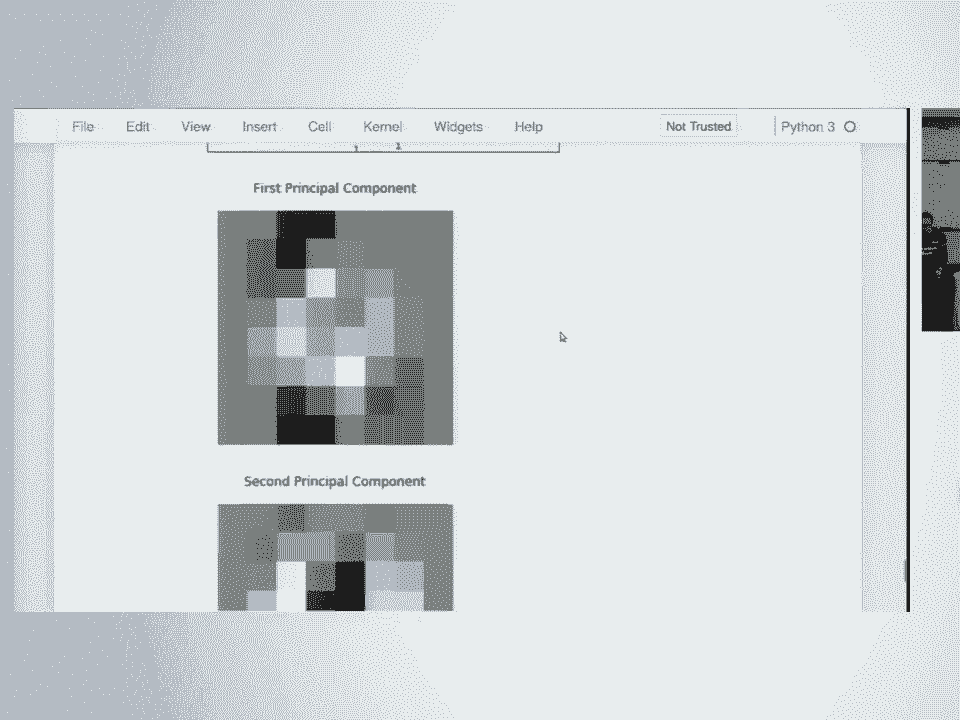 File Edit View Insert Cell Kernel Widgets Help Not Trusted Python 3
First Principal Component
Second Principal Component